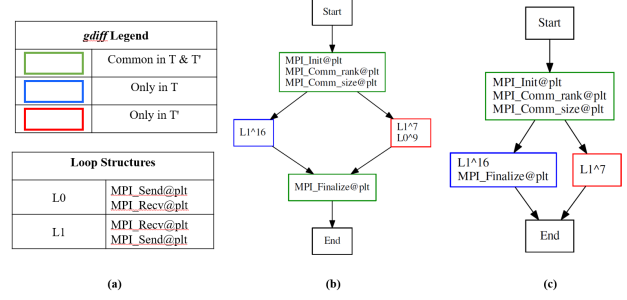 gdiff Legend
Common in T & T'
Only in T
Only in T'
Loop Structures
L0
MPI_Send@plt
MPI_Recv@plt
L1
MPI_Recv@plt
MPI_Send@plt
(a)
Start
MPI_Init@plt
MPI_Comm_rank@plt
MPI_Comm_size@plt
L1^16
L1^7
L0^9
MPI_Finalize@plt
End
(b)
Start
MPI_Init@plt
MPI_Comm_rank@plt
MPI_Comm_size@plt
L1^16
MPI_Finalize@plt
L1^7
End
(c)